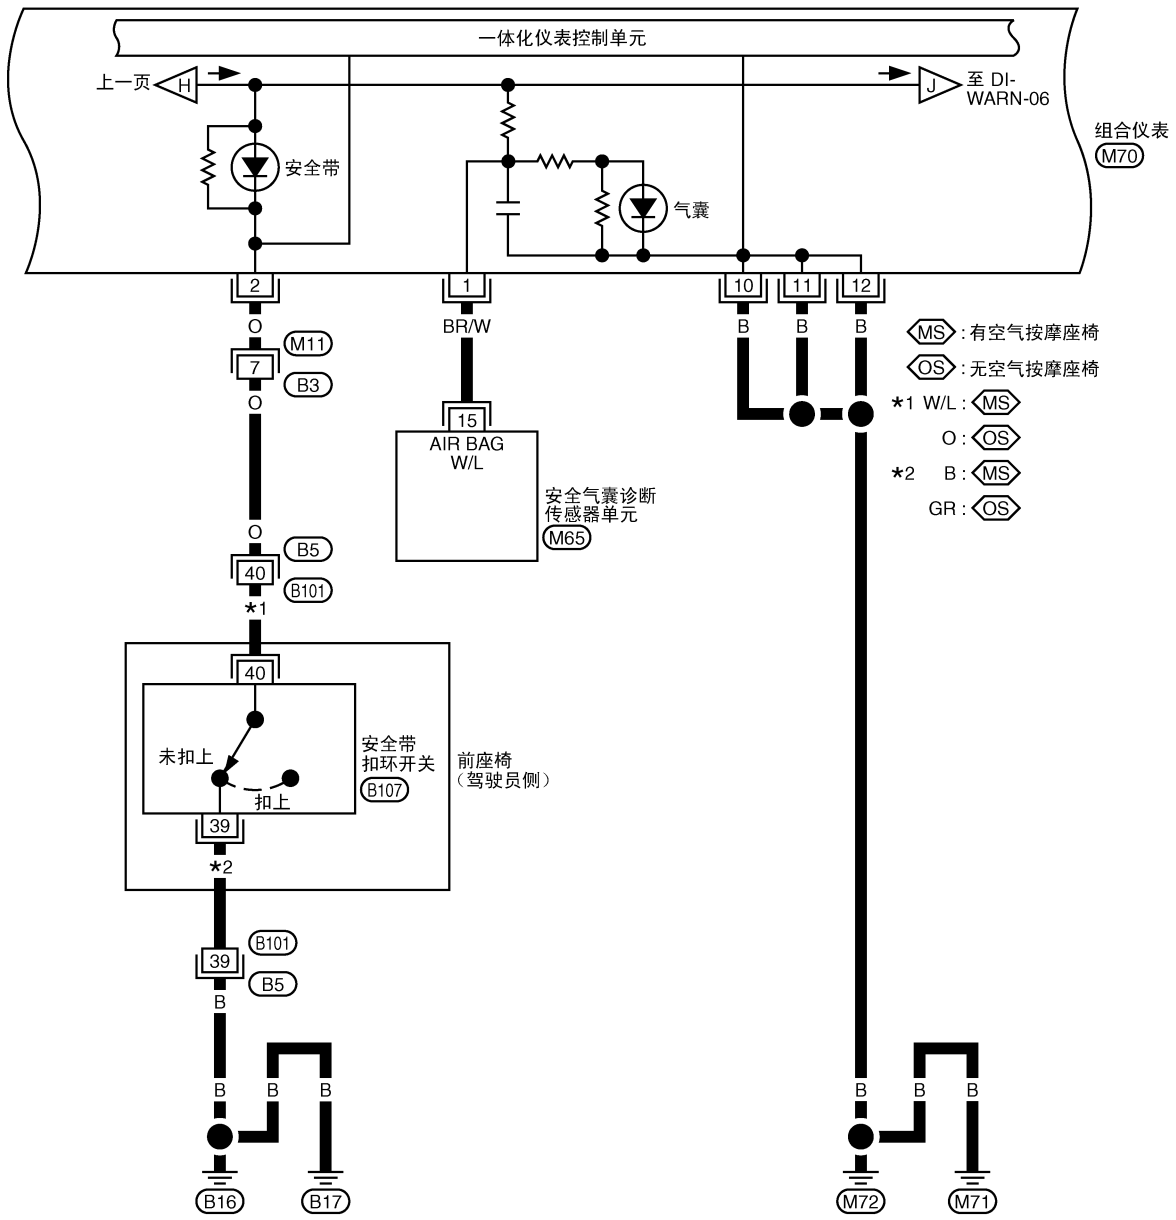 一体化仪表控制单元
上一页
H
J
至 DI-
WARN-06
组合仪表
M70
安全带
气囊
2
1
10
11
12
O
BR/W
B
B
B
M11
7
B3
O
MS : 有空气按摩座椅
OS : 无空气按摩座椅
*1 W/L : MS
O : OS
*2 B : MS
GR : OS
15
AIR BAG
W/L
安全气囊诊断
传感器单元
M65
O
B5
40
B101
*1
40
未扣上
扣上
安全带
扣环开关
B107
前座椅
（驾驶员侧）
39
*2
B101
39
B5
B
B
B
B
B
B
B
B16
B17
M72
M71